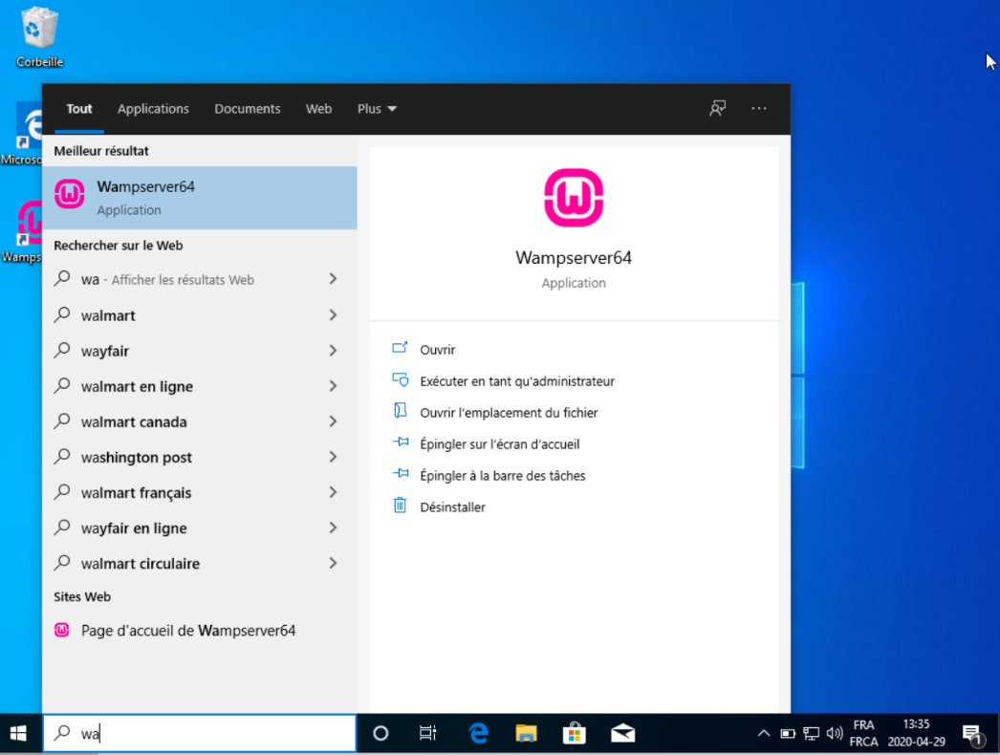 Corbeille
Tout Applications Documents Web Plus
Microso
Wamps
Meilleur résultat
Wampserver64
Application
Rechercher sur le Web
wa - Afficher les résultats Web
walmart
wayfair
walmart en ligne
walmart canada
washington post
walmart français
wayfair en ligne
walmart circulaire
Sites Web
Page d'accueil de Wampserver64
Wampserver64
Application
Ouvrir
Exécuter en tant qu'administrateur
Ouvrir l'emplacement du fichier
Épingler sur l'écran d'accueil
Épingler à la barre des tâches
Désinstaller
wa
FRA
FRCA
13:35
2020-04-29
1